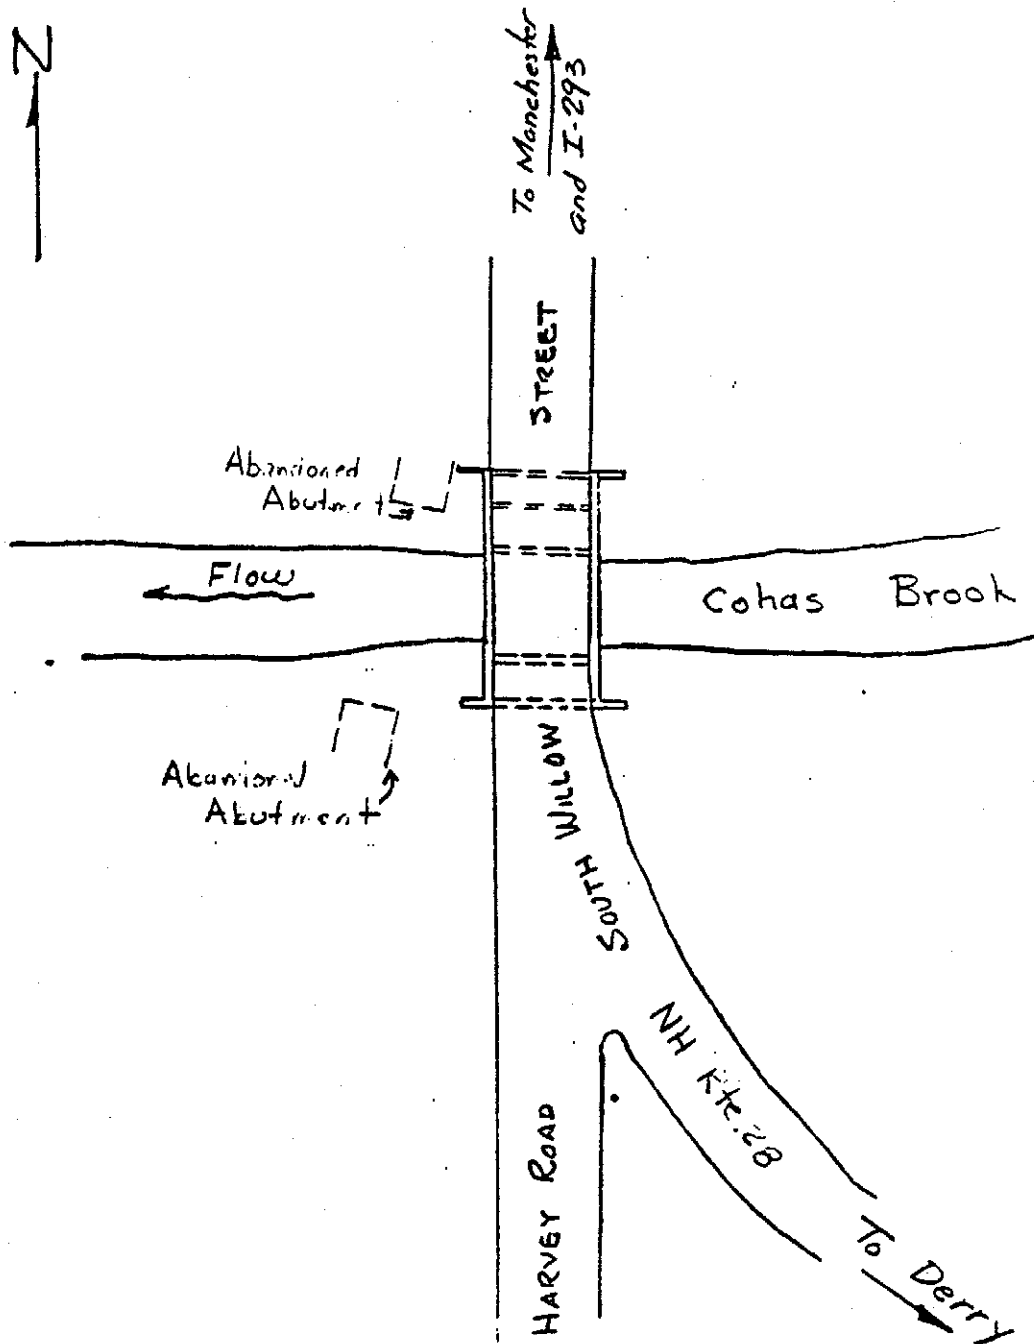 N
To Manchester
and I-293
STREET
Abandoned
Abutment
Flow
Cohas Brook
Abandoned
Abutment
SOUTH WILLOW
NH Rte. 28
HARVEY ROAD
To Derry